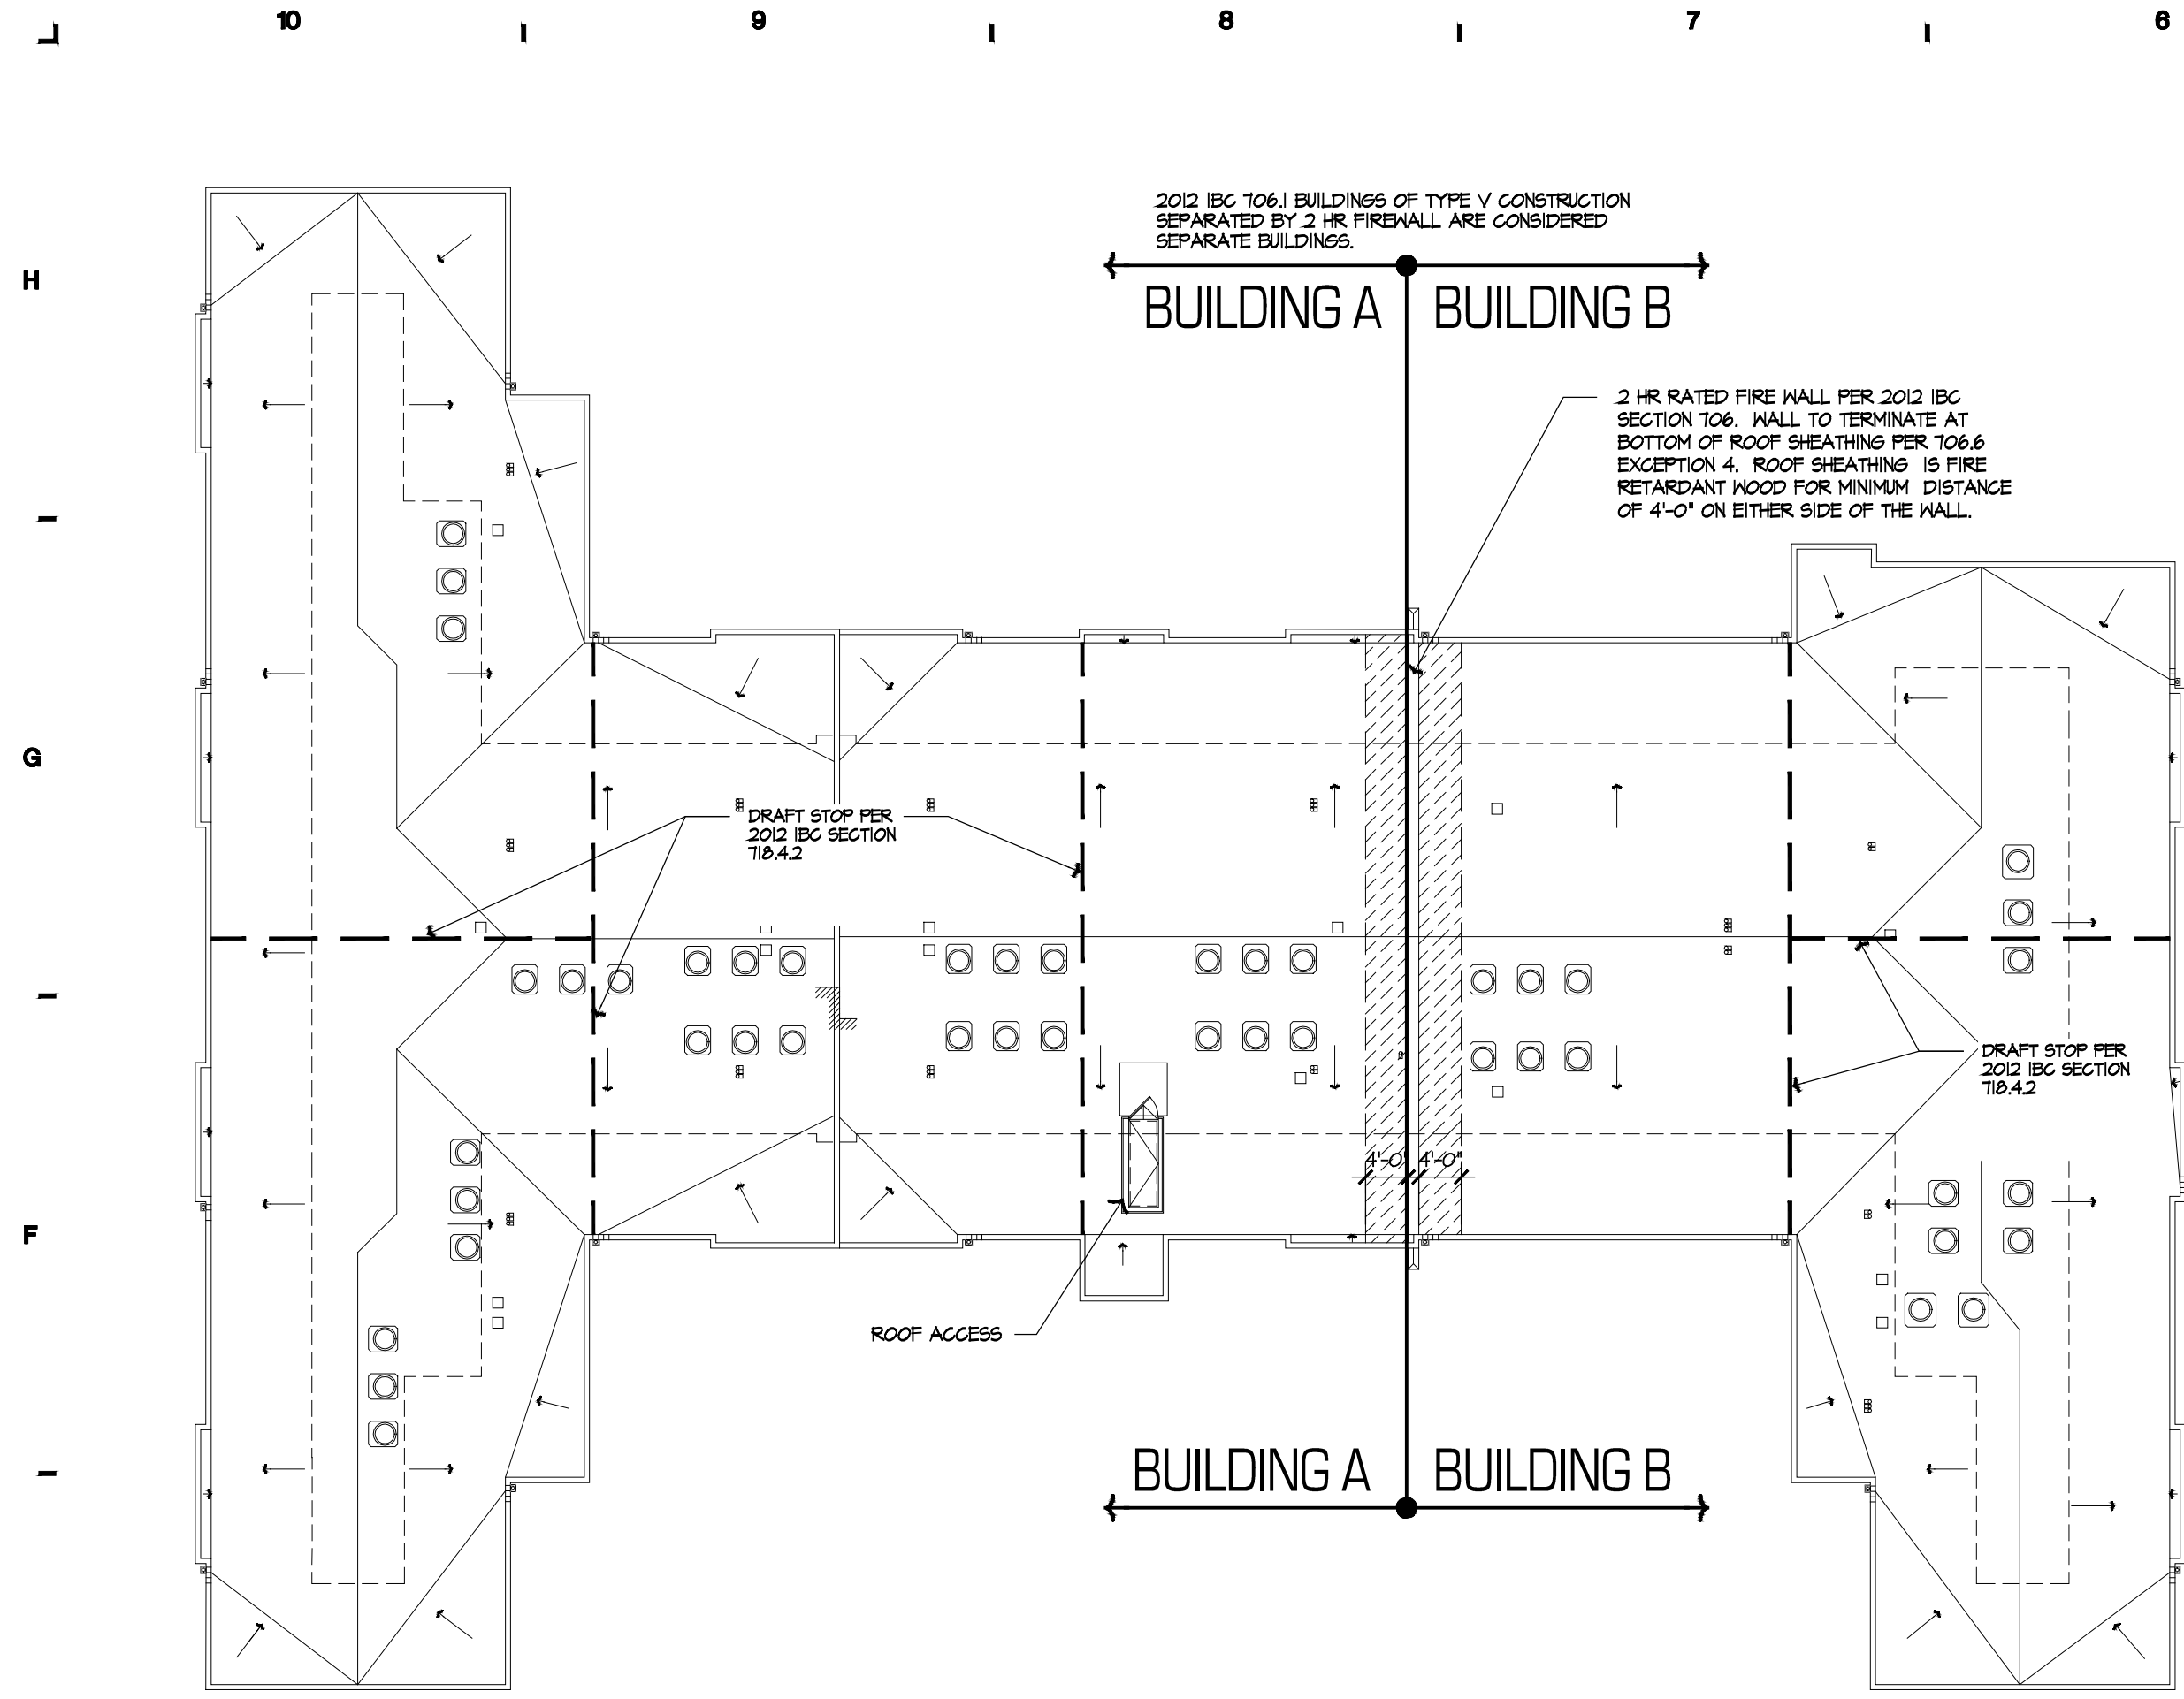 10 9 8 7 6
2012 IBC 706.1 BUILDINGS OF TYPE V CONSTRUCTION
SEPARATED BY 2 HR FIREWALL ARE CONSIDERED
SEPARATE BUILDINGS.
H
BUILDING A BUILDING B
2 HR RATED FIRE WALL PER 2012 IBC
SECTION 706. WALL TO TERMINATE AT
BOTTOM OF ROOF SHEATHING PER 706.6
EXCEPTION 4. ROOF SHEATHING IS FIRE
RETARDANT WOOD FOR MINIMUM DISTANCE
OF 4'-0" ON EITHER SIDE OF THE WALL.
G
DRAFT STOP PER
2012 IBC SECTION
718.4.2
DRAFT STOP PER
2012 IBC SECTION
718.4.2
4'-0" 4'-0"
F
ROOF ACCESS
BUILDING A BUILDING B